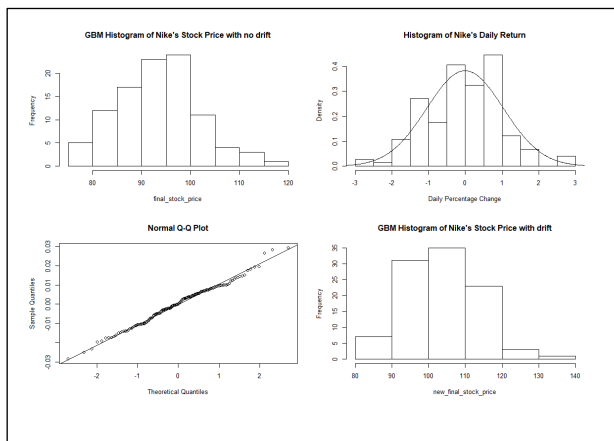 GBM Histogram of Nike's Stock Price with no drift
Frequency
0 5 10 20
80 90 100 110 120
final_stock_price
Histogram of Nike's Daily Return
Density
0.0 0.1 0.2 0.3 0.4
-3 -2 -1 0 1 2 3
Daily Percentage Change
Normal Q-Q Plot
Sample Quantiles
-0.03 -0.01 0.00 0.01 0.02 0.03
-2 -1 0 1 2
Theoretical Quantiles
GBM Histogram of Nike's Stock Price with drift
Frequency
0 5 10 15 20 25 30 35
80 90 100 110 120 130 140
new_final_stock_price